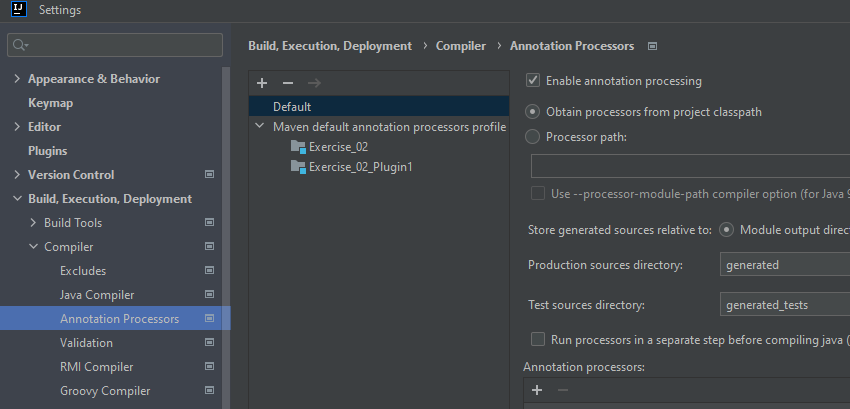 IJ Settings
Appearance & Behavior
Keymap
Editor
Plugins
Version Control
Build, Execution, Deployment
Build Tools
Compiler
Excludes
Java Compiler
Annotation Processors
Validation
RMI Compiler
Groovy Compiler
Build, Execution, Deployment › Compiler › Annotation Processors
Default
Maven default annotation processors profile
Exercise_02
Exercise_02_Plugin1
Enable annotation processing
Obtain processors from project classpath
Processor path:
Use --processor-module-path compiler option (for Java 9
Store generated sources relative to: Module output direc
Production sources directory: generated
Test sources directory: generated_tests
Run processors in a separate step before compiling java (
Annotation processors: